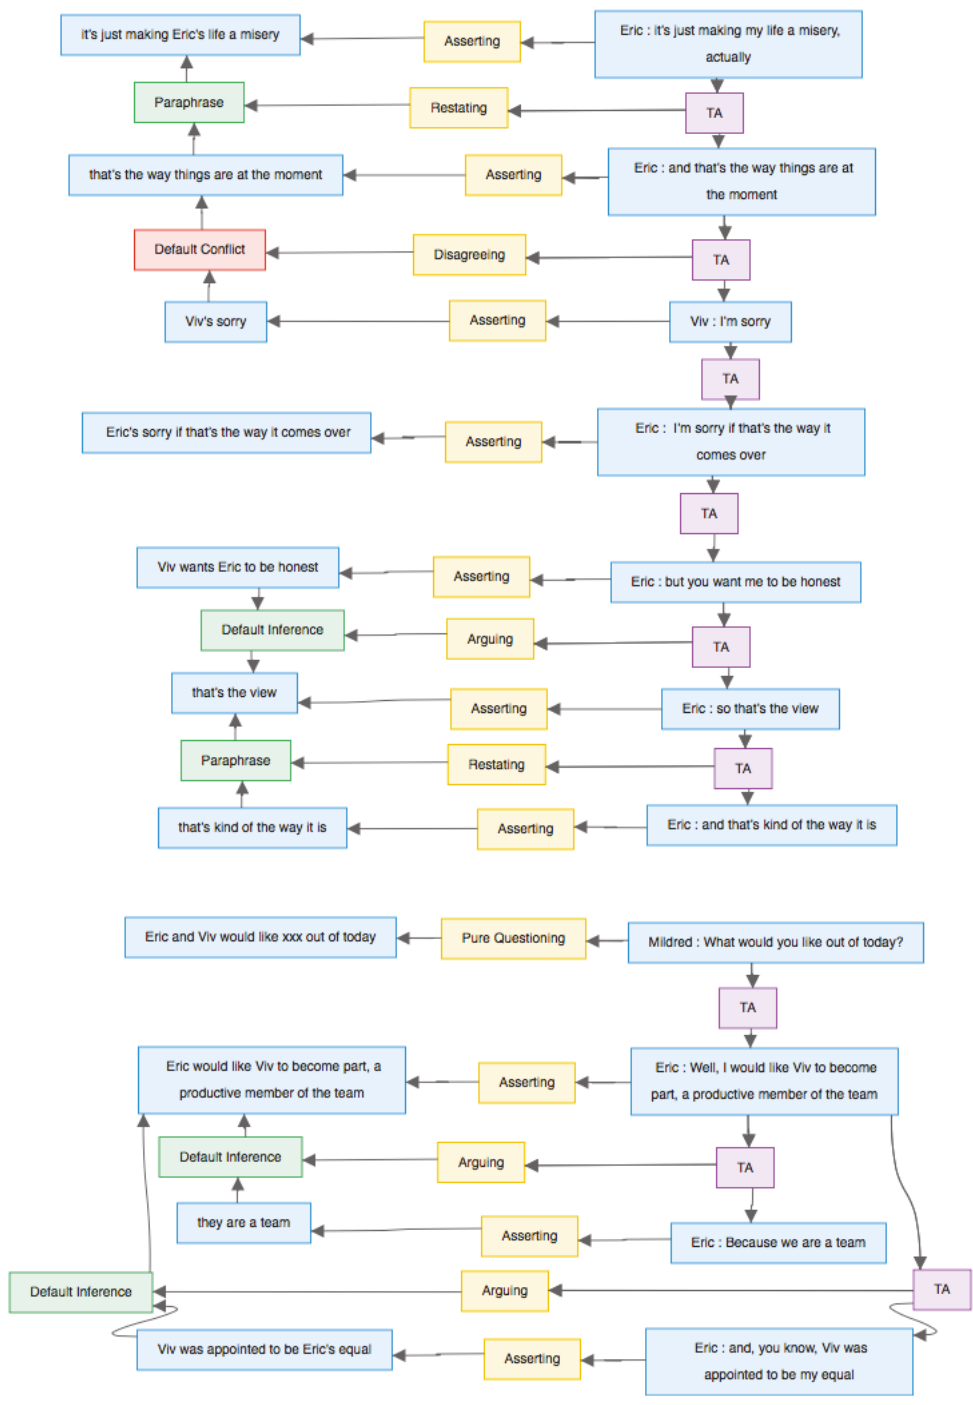 it's just making Eric's life a misery
Asserting
Eric : it's just making my life a misery,
actually
Paraphrase
Restating
TA
that's the way things are at the moment
Asserting
Eric : and that's the way things are at
the moment
Default Conflict
Disagreeing
TA
Viv's sorry
Asserting
Viv : I'm sorry
TA
Eric's sorry if that's the way it comes over
Asserting
Eric :  I'm sorry if that's the way it
comes over
TA
Viv wants Eric to be honest
Asserting
Eric : but you want me to be honest
Default Inference
Arguing
TA
that's the view
Asserting
Eric : so that's the view
Paraphrase
Restating
TA
that's kind of the way it is
Asserting
Eric : and that's kind of the way it is
Eric and Viv would like xxx out of today
Pure Questioning
Mildred : What would you like out of today?
TA
Eric would like Viv to become part, a
productive member of the team
Asserting
Eric : Well, I would like Viv to become
part, a productive member of the team
Default Inference
Arguing
TA
they are a team
Asserting
Eric : Because we are a team
Default Inference
Arguing
TA
Viv was appointed to be Eric's equal
Asserting
Eric : and, you know, Viv was
appointed to be my equal